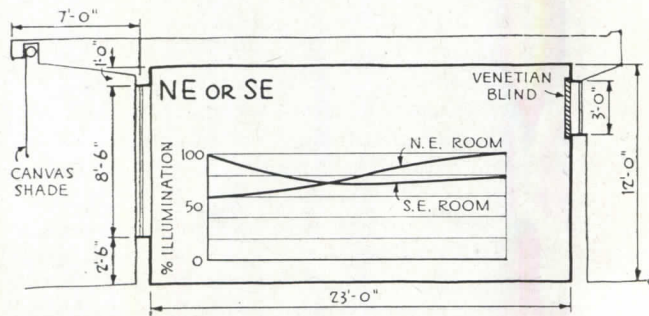 7'-0"
1'-0"
NE OR SE
VENETIAN
BLIND
3'-0"
CANVAS
SHADE
8'-6"
2'-6"
% ILLUMINATION
100
50
0
N.E. ROOM
S.E. ROOM
12'-0"
23'-0"